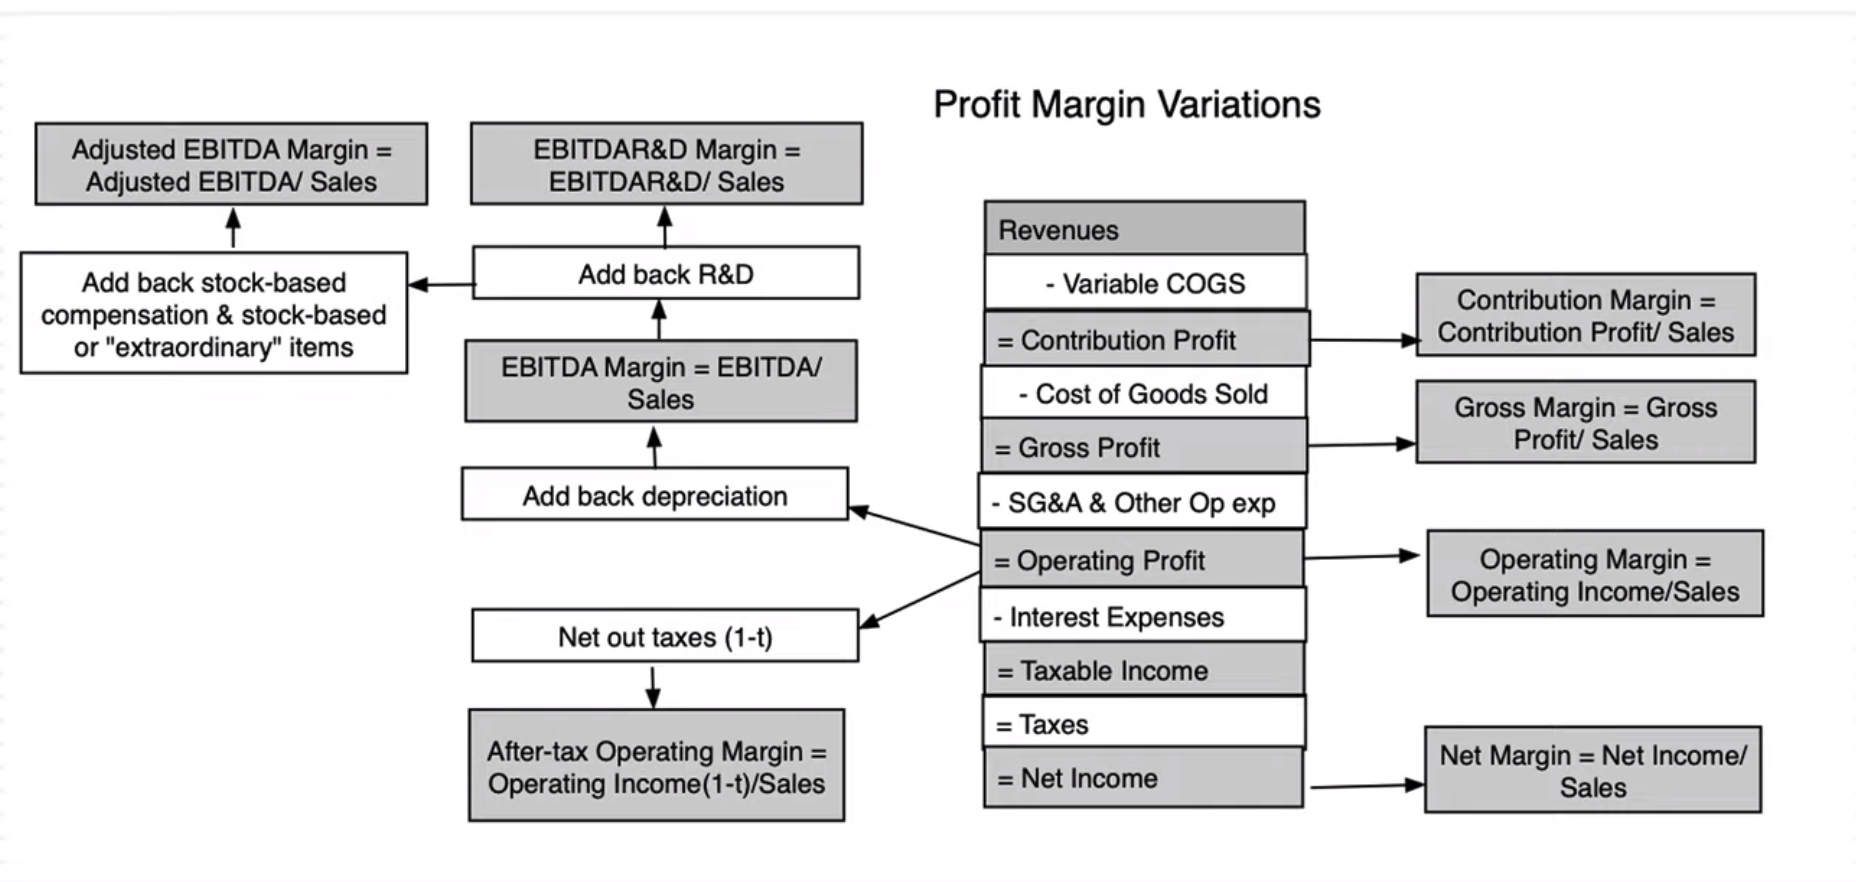 Profit Margin Variations
Adjusted EBITDA Margin =
Adjusted EBITDA/ Sales
EBITDAR&D Margin =
EBITDAR&D/ Sales
Add back stock-based
compensation & stock-based
or "extraordinary" items
Add back R&D
EBITDA Margin = EBITDA/
Sales
Add back depreciation
Net out taxes (1-t)
After-tax Operating Margin =
Operating Income(1-t)/Sales
Revenues
- Variable COGS
= Contribution Profit
- Cost of Goods Sold
= Gross Profit
- SG&A & Other Op exp
= Operating Profit
- Interest Expenses
= Taxable Income
= Taxes
= Net Income
Contribution Margin =
Contribution Profit/ Sales
Gross Margin = Gross
Profit/ Sales
Operating Margin =
Operating Income/Sales
Net Margin = Net Income/
Sales